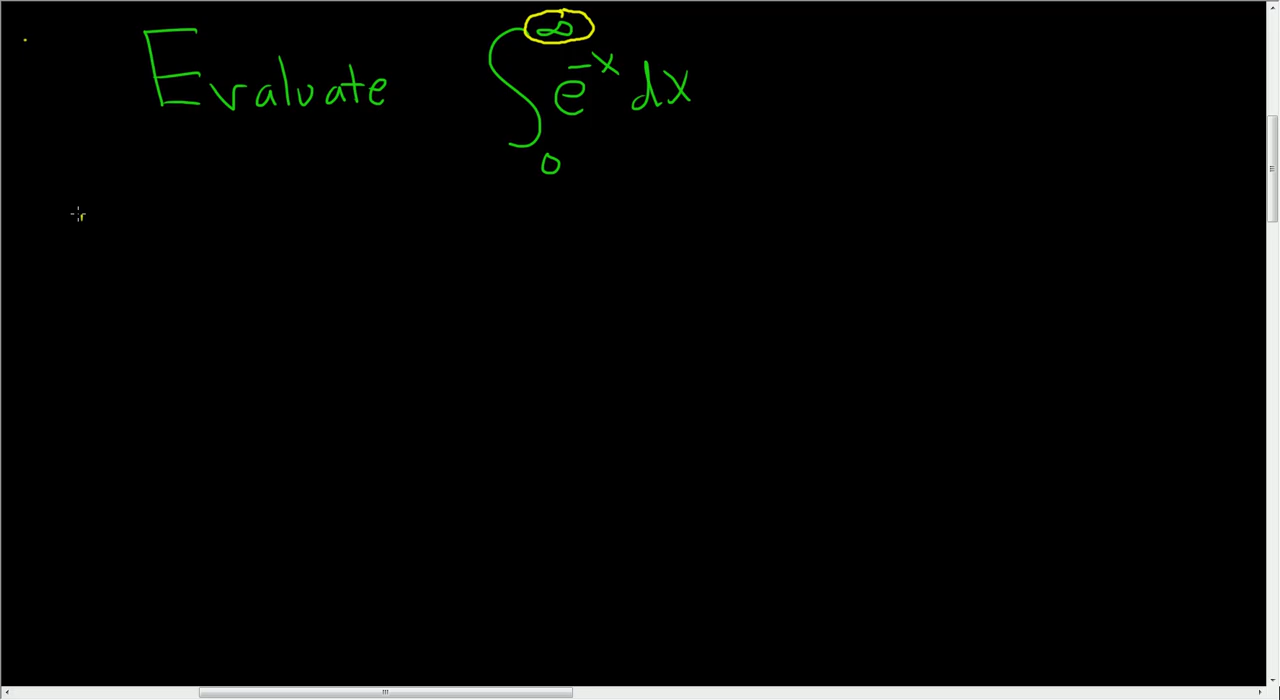 Evaluate ∫₀^∞ e^{-x} dx